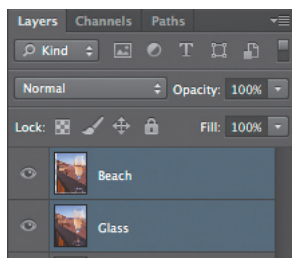 Layers Channels Paths
Kind T
Normal Opacity: 100%
Lock: Fill: 100%
Beach
Glass